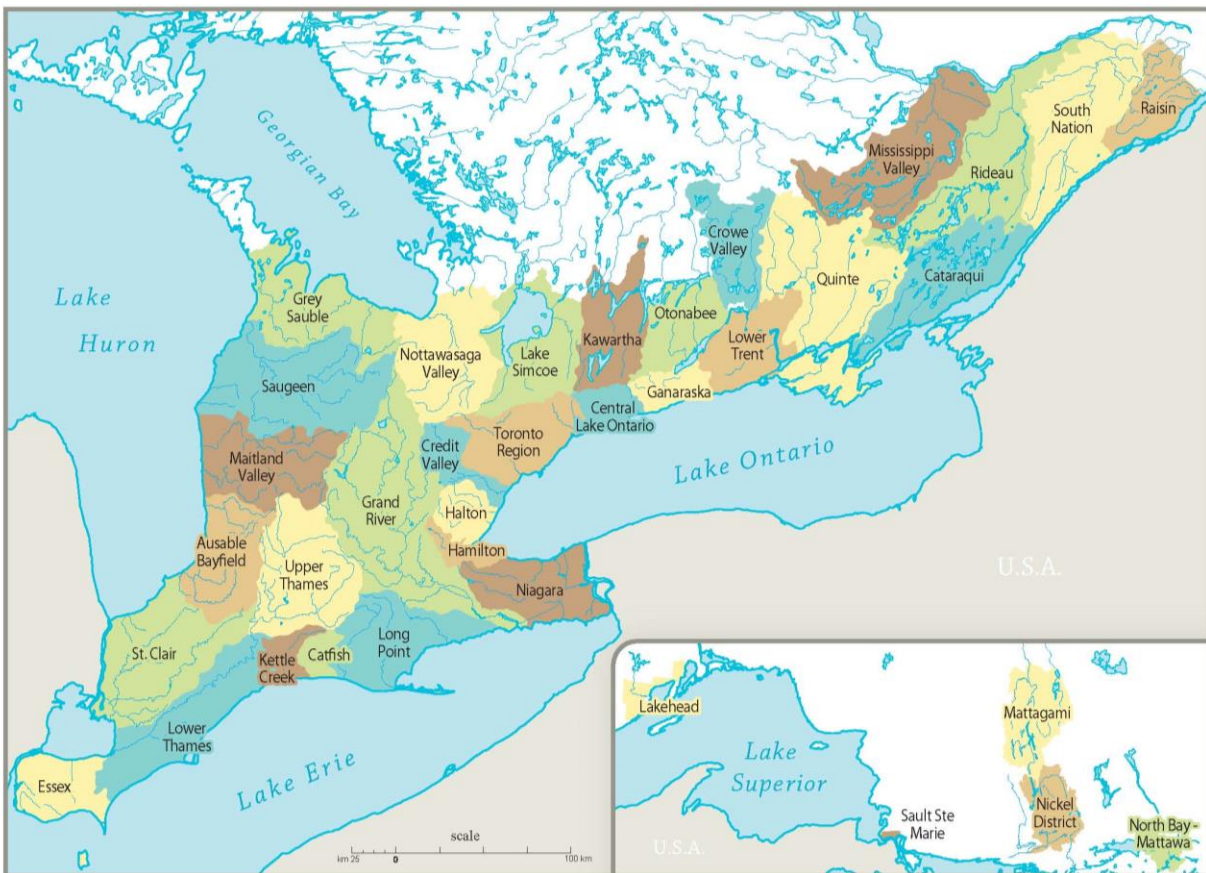 Georgian Bay
Lake
Huron
Lake Ontario
Lake Erie
U.S.A.
Mississippi
Valley
Rideau
South
Nation
Raisin
Crowe
Valley
Quinte
Cataraqui
Grey
Sauble
Nottawasaga
Valley
Lake
Simcoe
Kawartha
Otonabee
Lower
Trent
Ganaraska
Saugeen
Central
Lake Ontario
Toronto
Region
Credit
Valley
Maitland
Valley
Grand
River
Halton
Hamilton
Ausable
Bayfield
Upper
Thames
Niagara
St. Clair
Kettle
Creek
Catfish
Long
Point
Lower
Thames
Essex
scale
km 25 0 100 km
Lakehead
Lake
Superior
Mattagami
Sault Ste
Marie
Nickel
District
North Bay -
Mattawa
U.S.A.